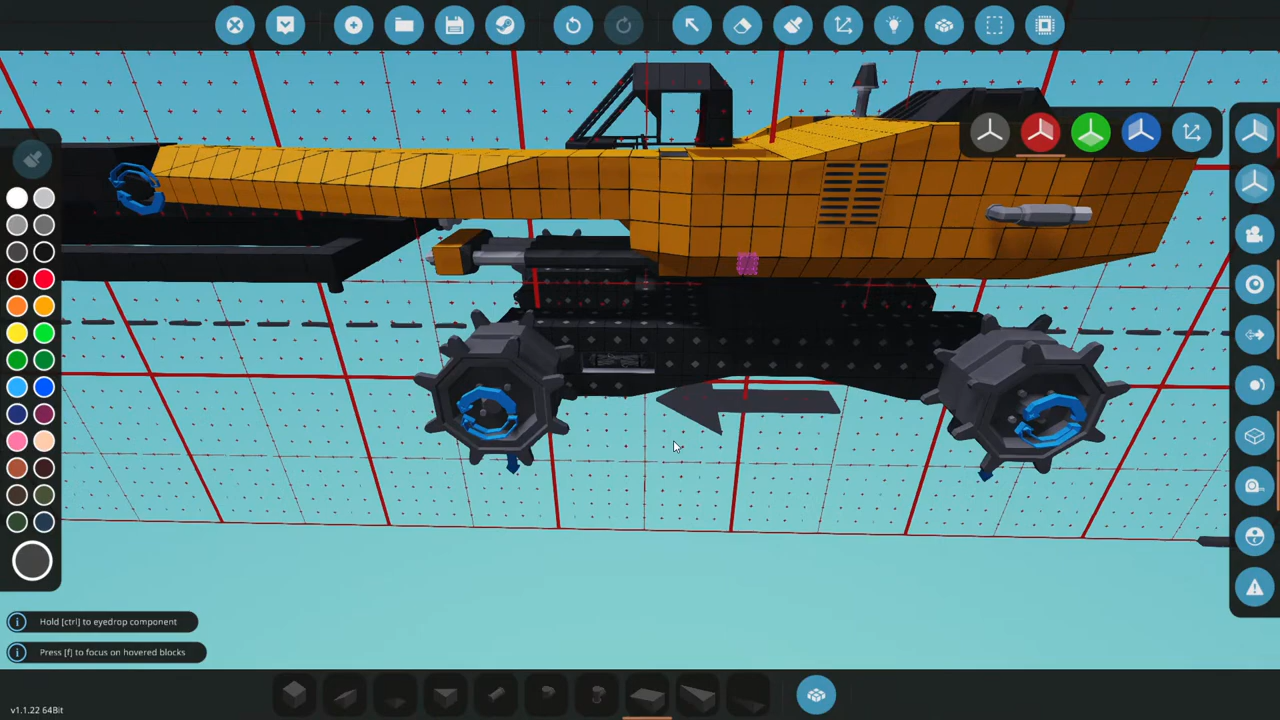 Hold [ctrl] to eyedrop component
Press [f] to focus on hovered blocks
v1.1.22 64Bit